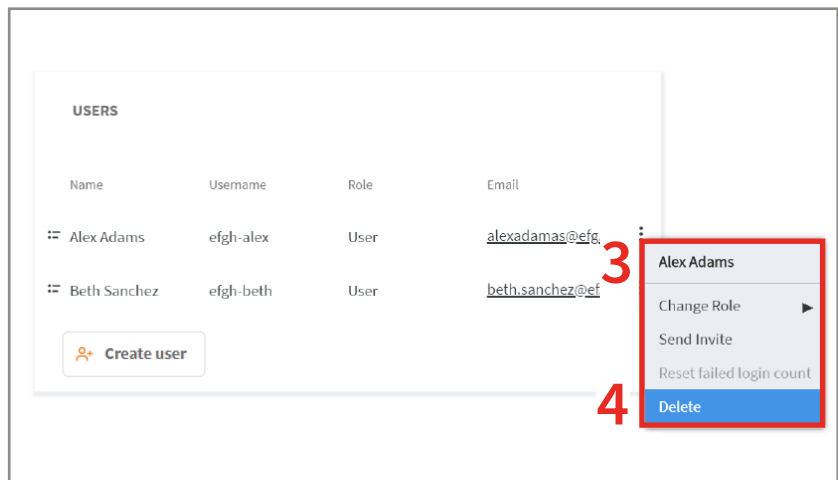 USERS
Name Username Role Email
Alex Adams efgh-alex User alexadamas@efg.
3
Alex Adams
Beth Sanchez efgh-beth User beth.sanchez@ef
Change Role
Send Invite
Create user
Reset failed login count
4
Delete